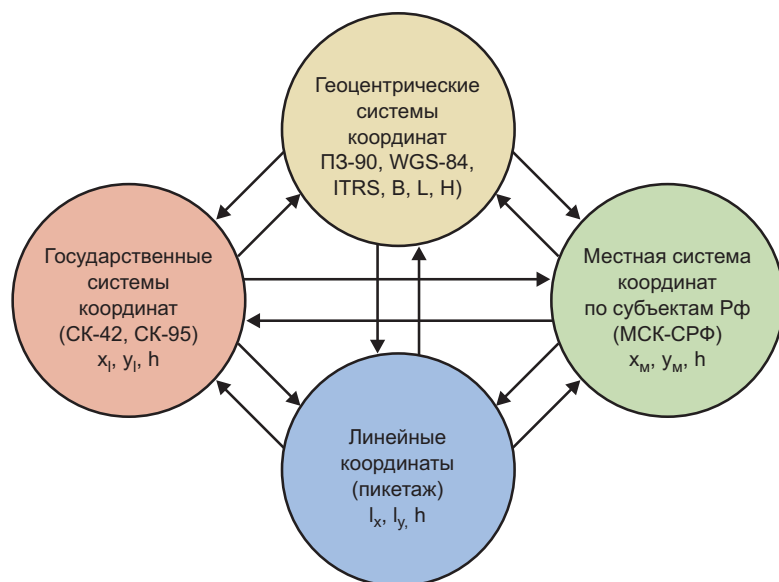 Геоцентрические
системы
координат
ПЗ-90, WGS-84,
ITRS, B, L, H)
Государственные
системы
координат
(СК-42, СК-95)
xₗ, yₗ, h
Местная система
координат
по субъектам Рф
(МСК-СРФ)
xм, yм, h
Линейные
координаты
(пикетаж)
lₓ, ly, h